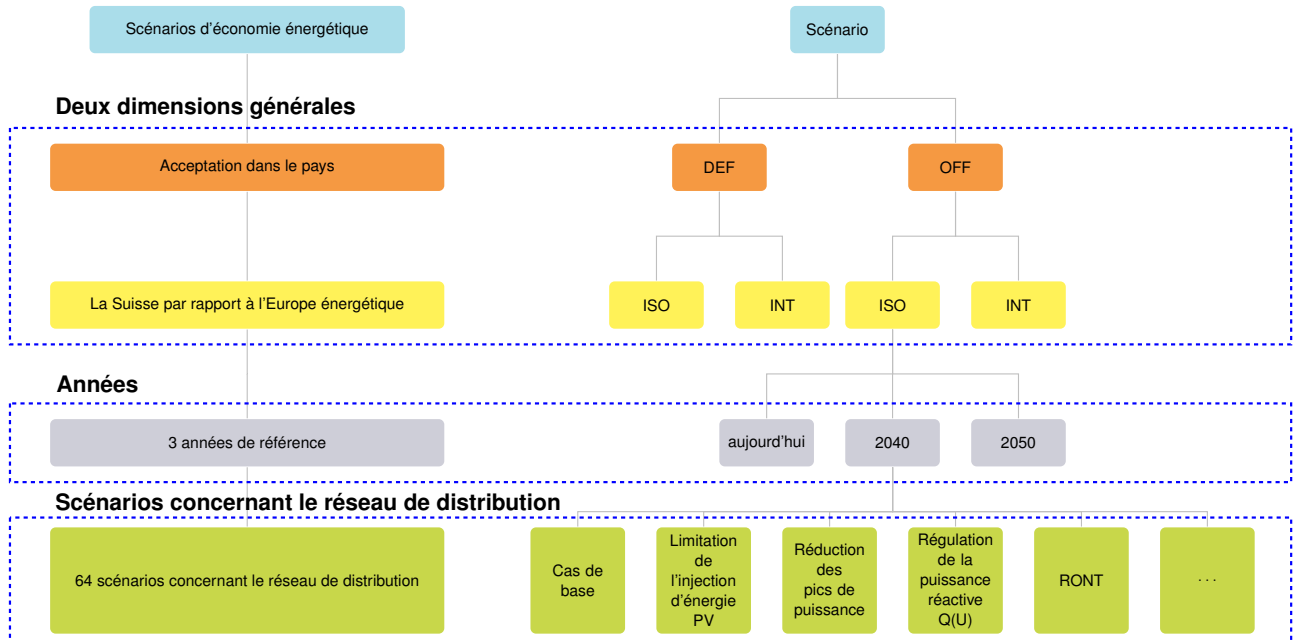 Scénarios d'économie énergétique
Scénario
Deux dimensions générales
Acceptation dans le pays
DEF
OFF
La Suisse par rapport à l'Europe énergétique
ISO
INT
ISO
INT
Années
3 années de référence
aujourd'hui
2040
2050
Scénarios concernant le réseau de distribution
64 scénarios concernant le réseau de distribution
Cas de
base
Limitation
de
l'injection
d'énergie
PV
Réduction
des
pics de
puissance
Régulation
de la
puissance
réactive
Q(U)
RONT
...